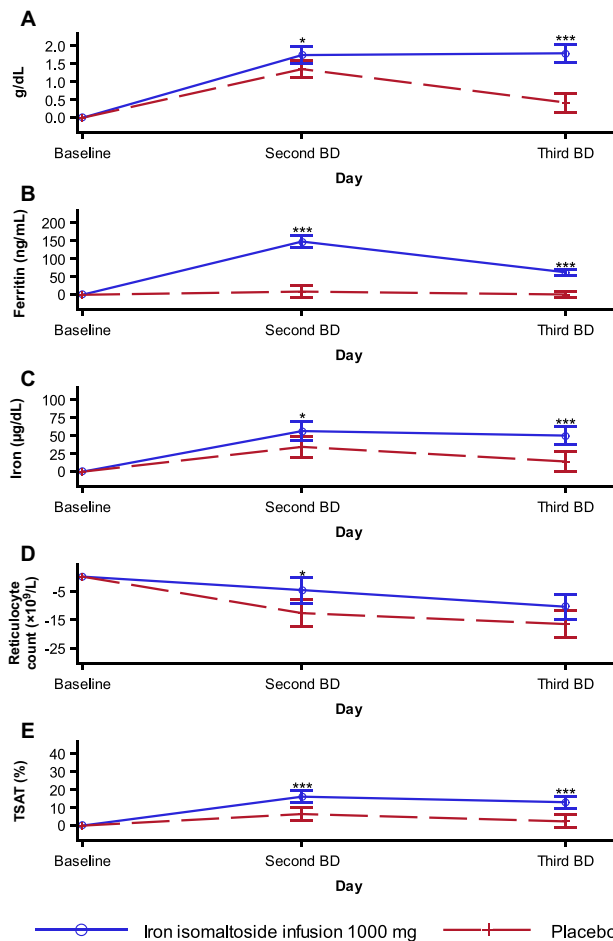 A
g/dL
2.0
1.5
1.0
0.5
0.0
*
***
Baseline Second BD Third BD
Day
B
Ferritin (ng/mL)
200
150
100
50
0
***
***
Baseline Second BD Third BD
Day
C
Iron (µg/dL)
100
75
50
25
0
*
***
Baseline Second BD Third BD
Day
D
Reticulocyte
count (×10⁹/L)
-5
-15
-25
*
Baseline Second BD Third BD
Day
E
TSAT (%)
40
30
20
10
0
***
***
Baseline Second BD Third BD
Day
Iron isomaltoside infusion 1000 mg Placebo